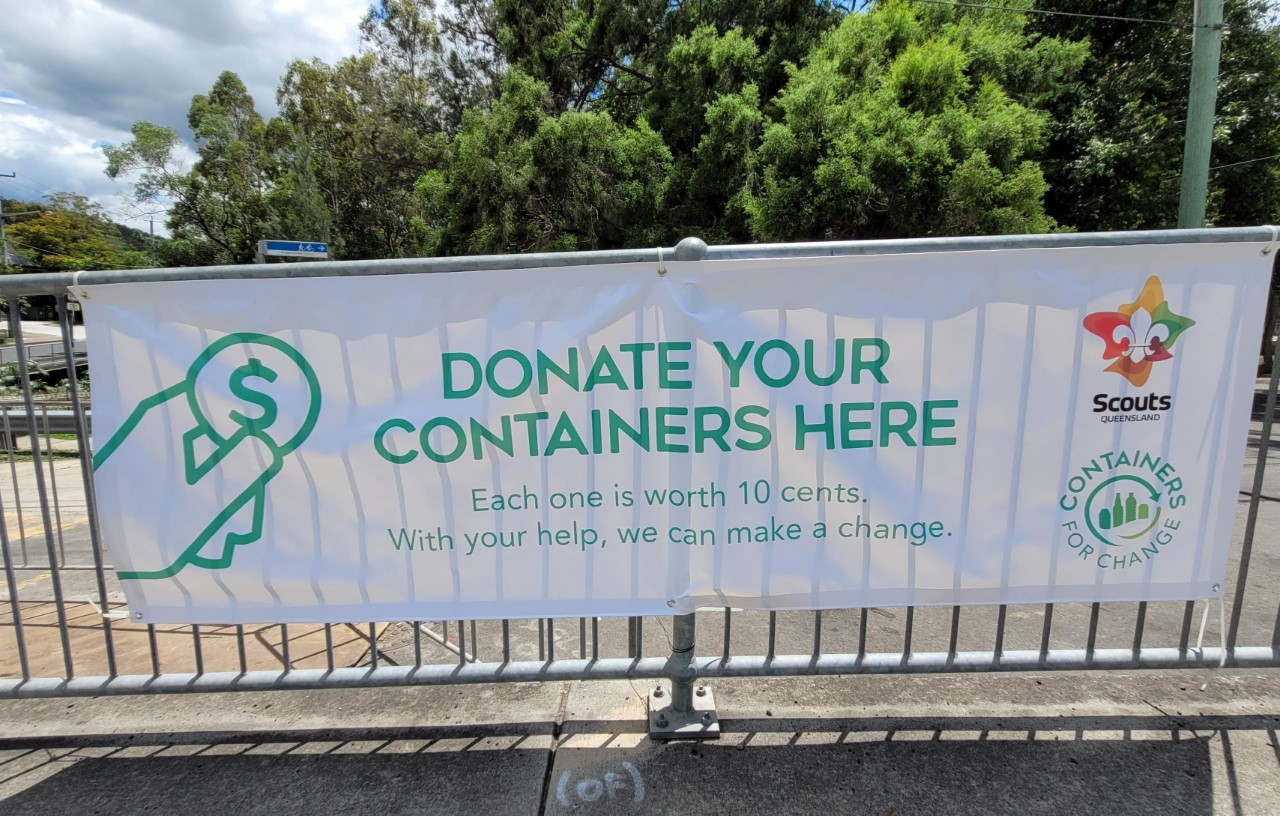 $
DONATE YOUR
CONTAINERS HERE
Each one is worth 10 cents.
With your help, we can make a change.
Scouts
QUEENSLAND
CONTAINERS
FOR CHANGE
(OF)